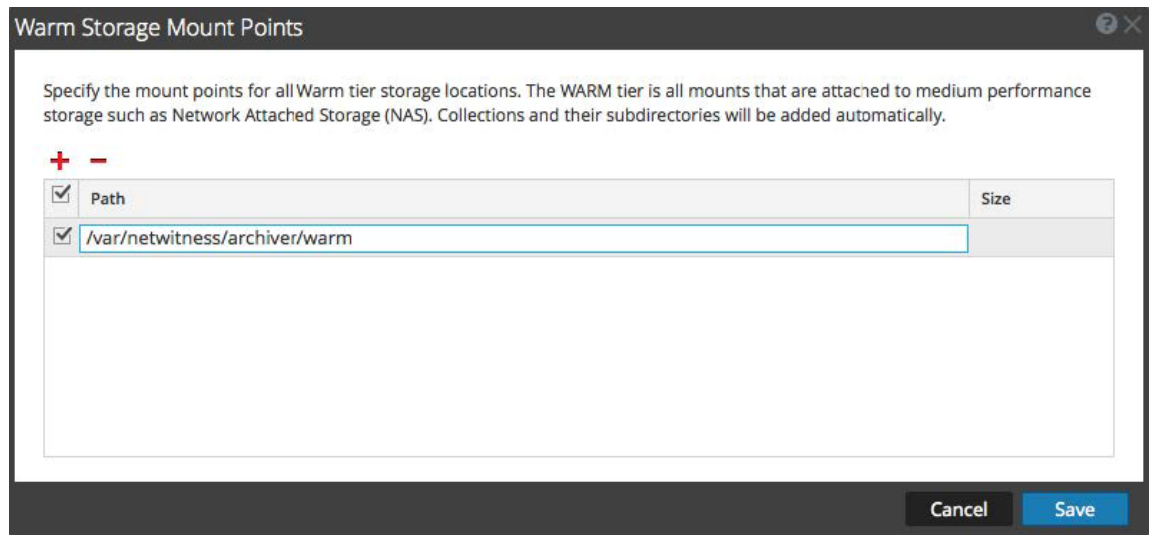 Warm Storage Mount Points
Specify the mount points for all Warm tier storage locations. The WARM tier is all mounts that are attached to medium performance
storage such as Network Attached Storage (NAS). Collections and their subdirectories will be added automatically.
Path Size
/var/netwitness/archiver/warm
Cancel Save